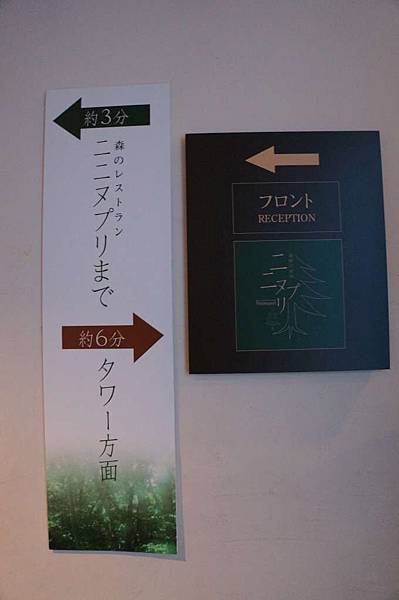 約3分
森のレストラン
ニニヌプリまで
約6分
タワー方面
フロント
RECEPTION
ニニヌプリ